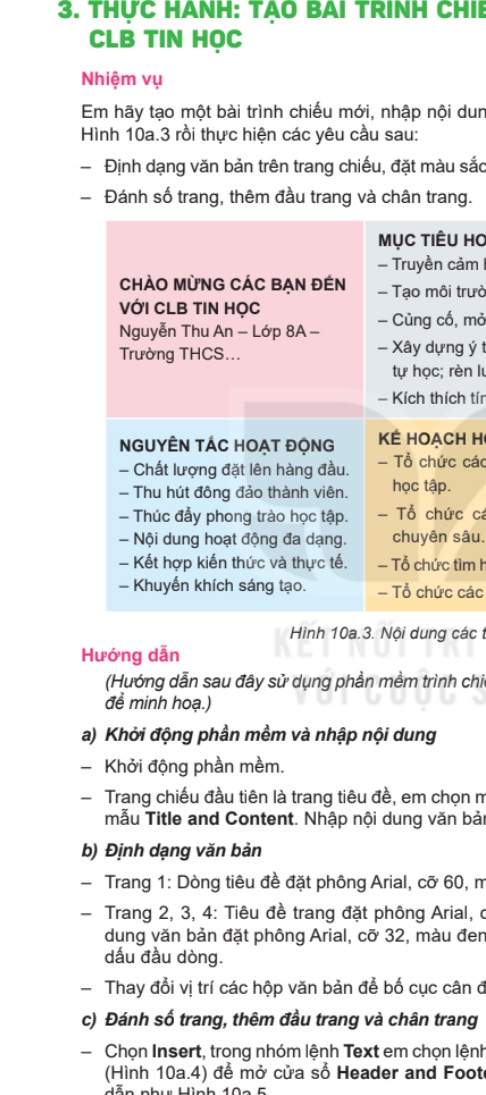 3. THỰC HÀNH: TẠO BÀI TRÌNH
CLB TIN HỌC
Nhiệm vụ
Em hãy tạo một bài trình chiếu mới, nhập nội
Hình 10a.3 rồi thực hiện các yêu cầu sau:
– Định dạng văn bản trên trang chiếu, đặt màu
– Đánh số trang, thêm đầu trang và chân trang.
CHÀO MỪNG CÁC BẠN ĐẾN
VỚI CLB TIN HỌC
Nguyễn Thu An – Lớp 8A –
Trường THCS...
MỤC TIÊU
– Truyền cảm
– Tạo môi
– Củng cố,
– Xây dựng ý
tự học; rèn
– Kích thích
NGUYÊN TẮC HOẠT ĐỘNG
– Chất lượng đặt lên hàng đầu.
– Thu hút đông đảo thành viên.
– Thúc đẩy phong trào học tập.
– Nội dung hoạt động đa dạng.
– Kết hợp kiến thức và thực tế.
– Khuyến khích sáng tạo.
KẾ HOẠCH
– Tổ chức
học tập.
– Tổ chức
chuyên sâu.
– Tổ chức tìm
– Tổ chức các
Hình 10a.3. Nội dung các
KẾT NỐI TRI
VỚI CUỘC
Hướng dẫn
(Hướng dẫn sau đây sử dụng phần mềm trình
để minh hoạ.)
a) Khởi động phần mềm và nhập nội dung
– Khởi động phần mềm.
– Trang chiếu đầu tiên là trang tiêu đề, em chọn
mẫu Title and Content. Nhập nội dung văn
b) Định dạng văn bản
– Trang 1: Dòng tiêu đề đặt phông Arial, cỡ 60,
– Trang 2, 3, 4: Tiêu đề trang đặt phông Arial,
dung văn bản đặt phông Arial, cỡ 32, màu đen
dấu đầu dòng.
– Thay đổi vị trí các hộp văn bản để bố cục cân
c) Đánh số trang, thêm đầu trang và chân trang
– Chọn Insert, trong nhóm lệnh Text em chọn lệnh
(Hình 10a.4) để mở cửa sổ Header and
dẫn như Hình 10a.5